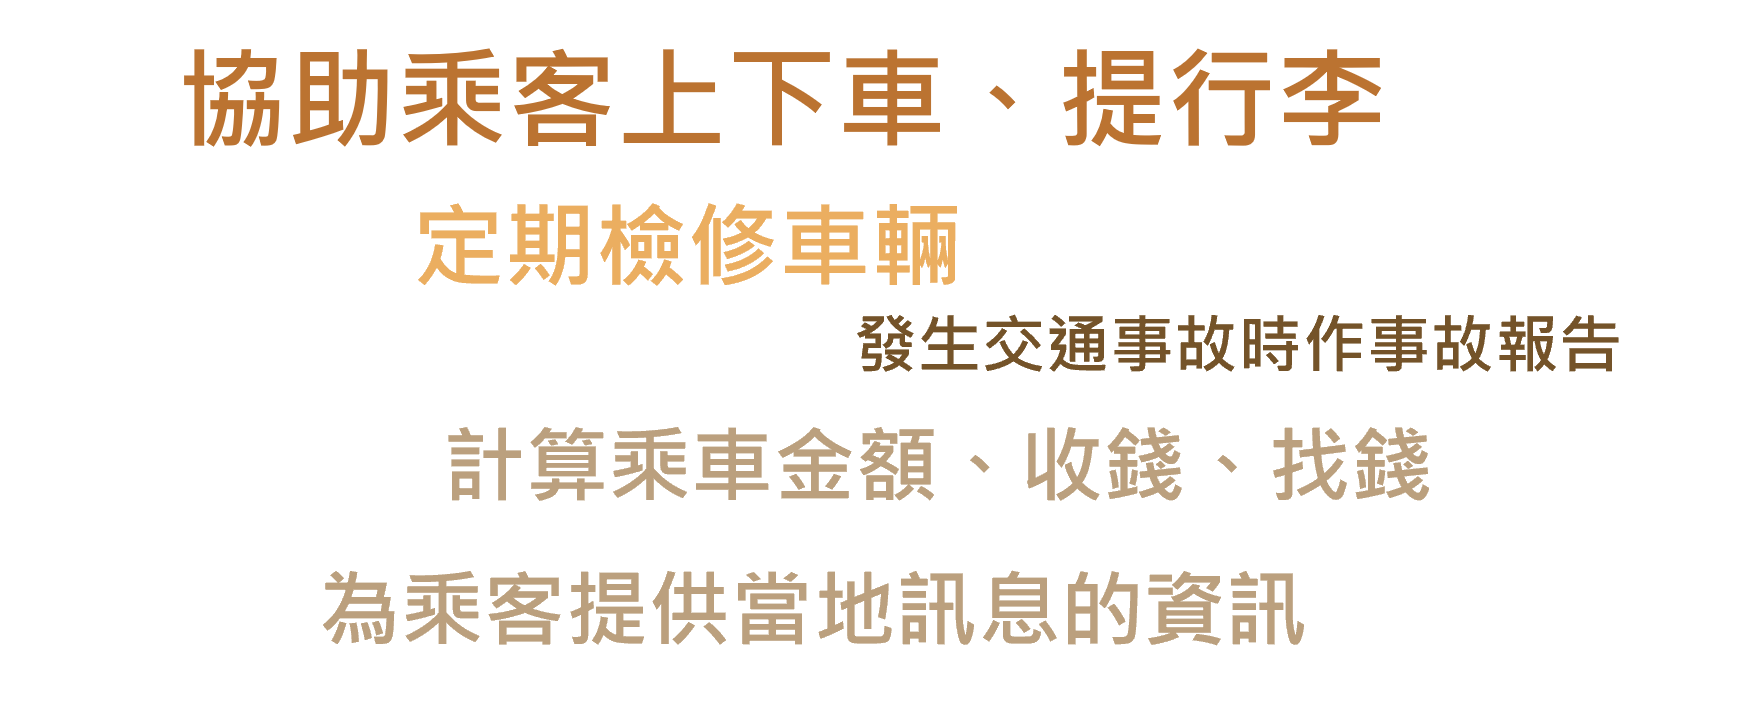 協助乘客上下車、提行李
定期檢修車輛
發生交通事故時作事故報告
計算乘車金額、收錢、找錢
為乘客提供當地訊息的資訊